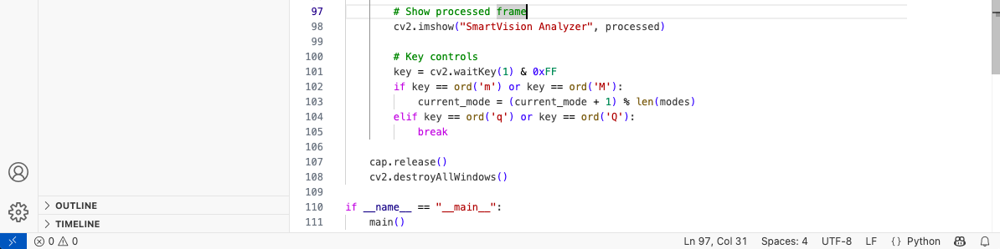 97 # Show processed frame
98 cv2.imshow("SmartVision Analyzer", processed)
99
100 # Key controls
101 key = cv2.waitKey(1) & 0xFF
102 if key == ord('m') or key == ord('M'):
103 current_mode = (current_mode + 1) % len(modes)
104 elif key == ord('q') or key == ord('Q'):
105 break
106
107 cap.release()
108 cv2.destroyAllWindows()
109
110 if __name__ == "__main__":
111 main()
OUTLINE
TIMELINE
0 0 Ln 97, Col 31 Spaces: 4 UTF-8 LF {} Python